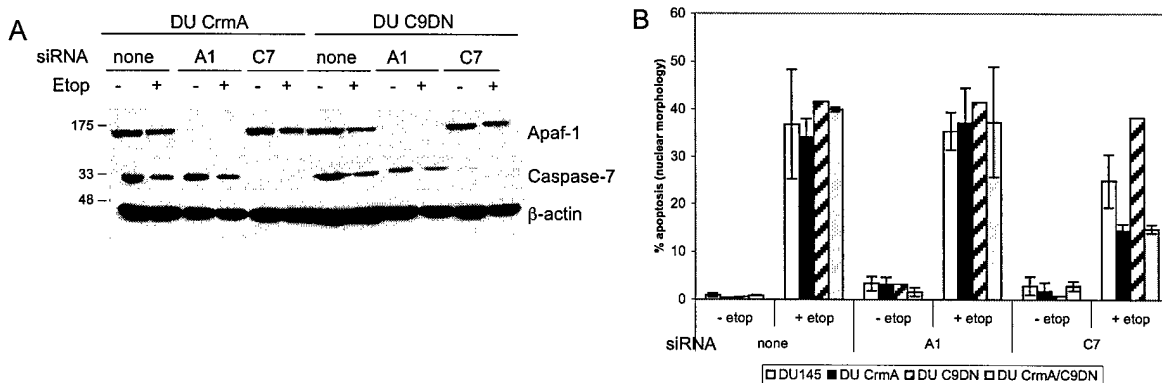 A
DU CrmA DU C9DN
siRNA none A1 C7 none A1 C7
Etop - + - + - + - + - + - +
175 Apaf-1
33 Caspase-7
48 β-actin
B
% apoptosis (nuclear morphology)
60
50
40
30
20
10
0
- etop + etop - etop + etop - etop + etop
siRNA none A1 C7
DU145 DU CrmA DU C9DN DU CrmA/C9DN